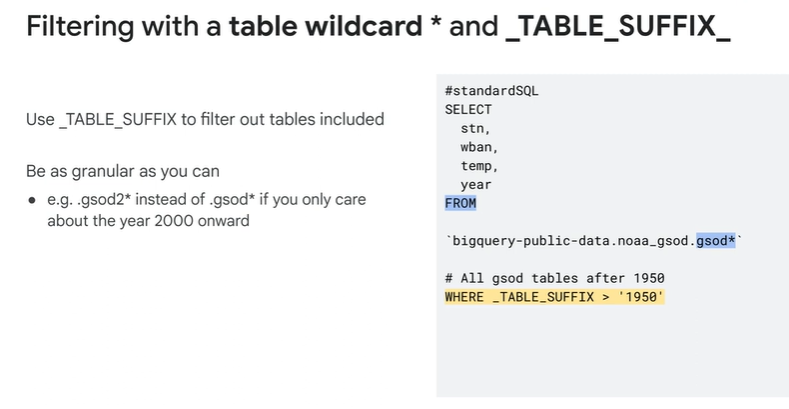 Filtering with a table wildcard * and _TABLE_SUFFIX_
Use _TABLE_SUFFIX to filter out tables included
Be as granular as you can
● e.g. .gsod2* instead of .gsod* if you only care
about the year 2000 onward
#standardSQL
SELECT
stn,
wban,
temp,
year
FROM
`bigquery-public-data.noaa_gsod.gsod*`
# All gsod tables after 1950
WHERE _TABLE_SUFFIX > '1950'